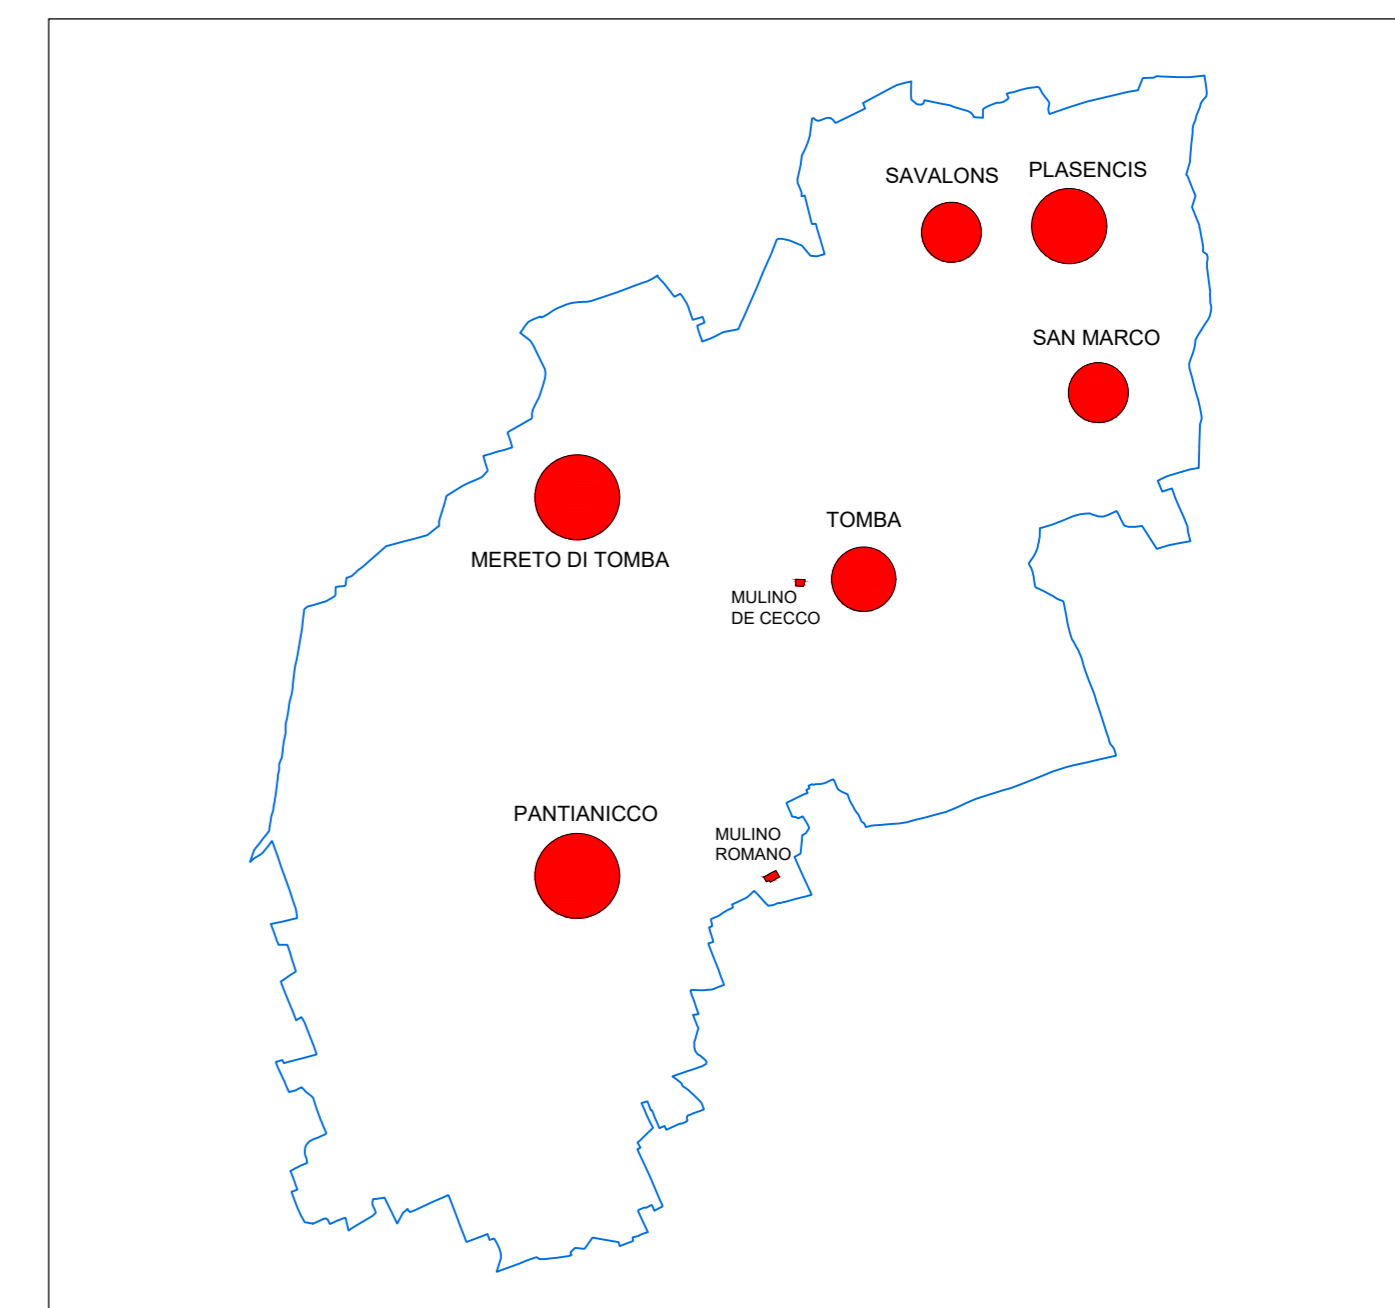 SAVALONS
PLASENCIS
SAN MARCO
MERETO DI TOMBA
TOMBA
MULINO
DE CECCO
PANTIANICCO
MULINO
ROMANO